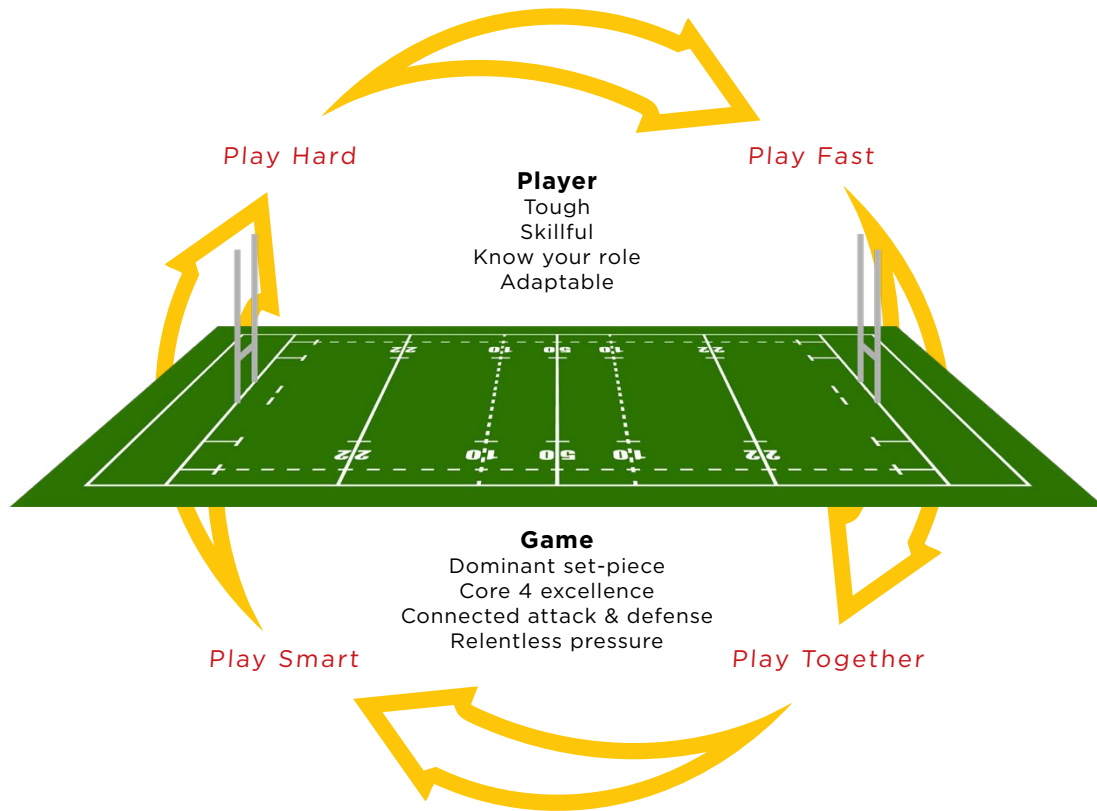 Play Hard
Play Fast
Player
Tough
Skillful
Know your role
Adaptable
22 10 50 10 22
22 10 50 10 22
Game
Dominant set-piece
Core 4 excellence
Connected attack & defense
Relentless pressure
Play Smart
Play Together